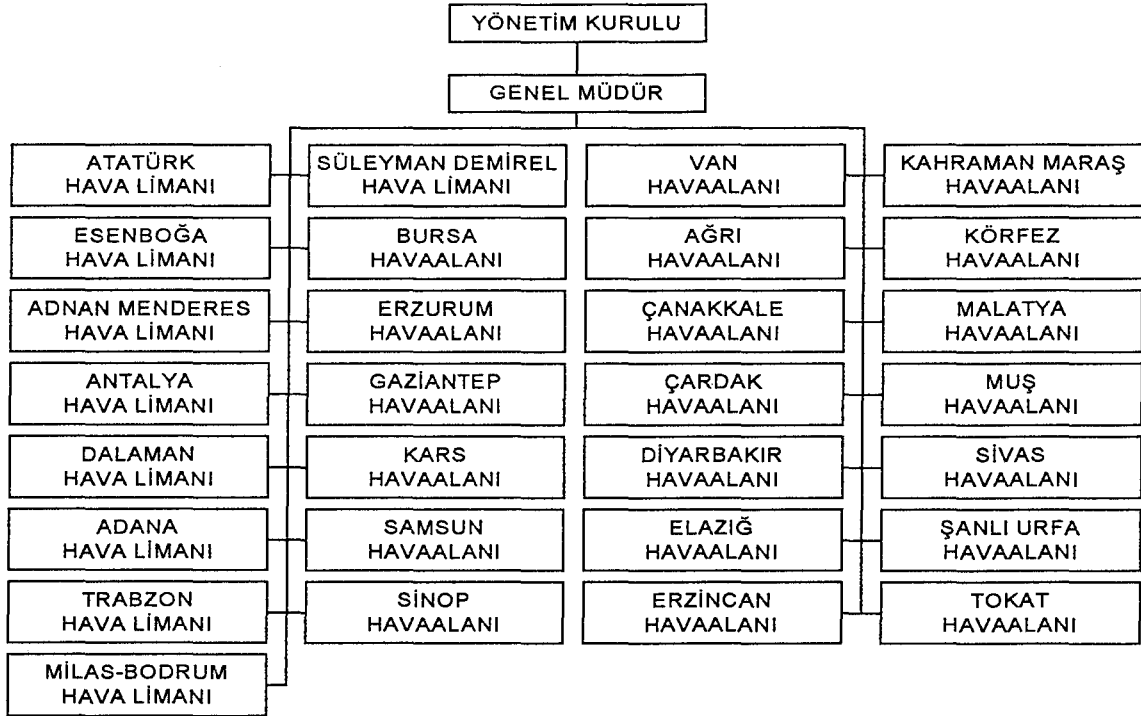 YÖNETİM KURULU
GENEL MÜDÜR
ATATÜRK
HAVA LİMANI
SÜLEYMAN DEMİREL
HAVA LİMANI
VAN
HAVAALANI
KAHRAMAN MARAŞ
HAVAALANI
ESENBOĞA
HAVA LİMANI
BURSA
HAVAALANI
AĞRI
HAVAALANI
KÖRFEZ
HAVAALANI
ADNAN MENDERES
HAVA LİMANI
ERZURUM
HAVAALANI
ÇANAKKALE
HAVAALANI
MALATYA
HAVAALANI
ANTALYA
HAVA LİMANI
GAZİANTEP
HAVAALANI
ÇARDAK
HAVAALANI
MUŞ
HAVAALANI
DALAMAN
HAVA LİMANI
KARS
HAVAALANI
DİYARBAKIR
HAVAALANI
SİVAS
HAVAALANI
ADANA
HAVA LİMANI
SAMSUN
HAVAALANI
ELAZIĞ
HAVAALANI
ŞANLI URFA
HAVAALANI
TRABZON
HAVA LİMANI
SİNOP
HAVAALANI
ERZİNCAN
HAVAALANI
TOKAT
HAVAALANI
MİLAS-BODRUM
HAVA LİMANI